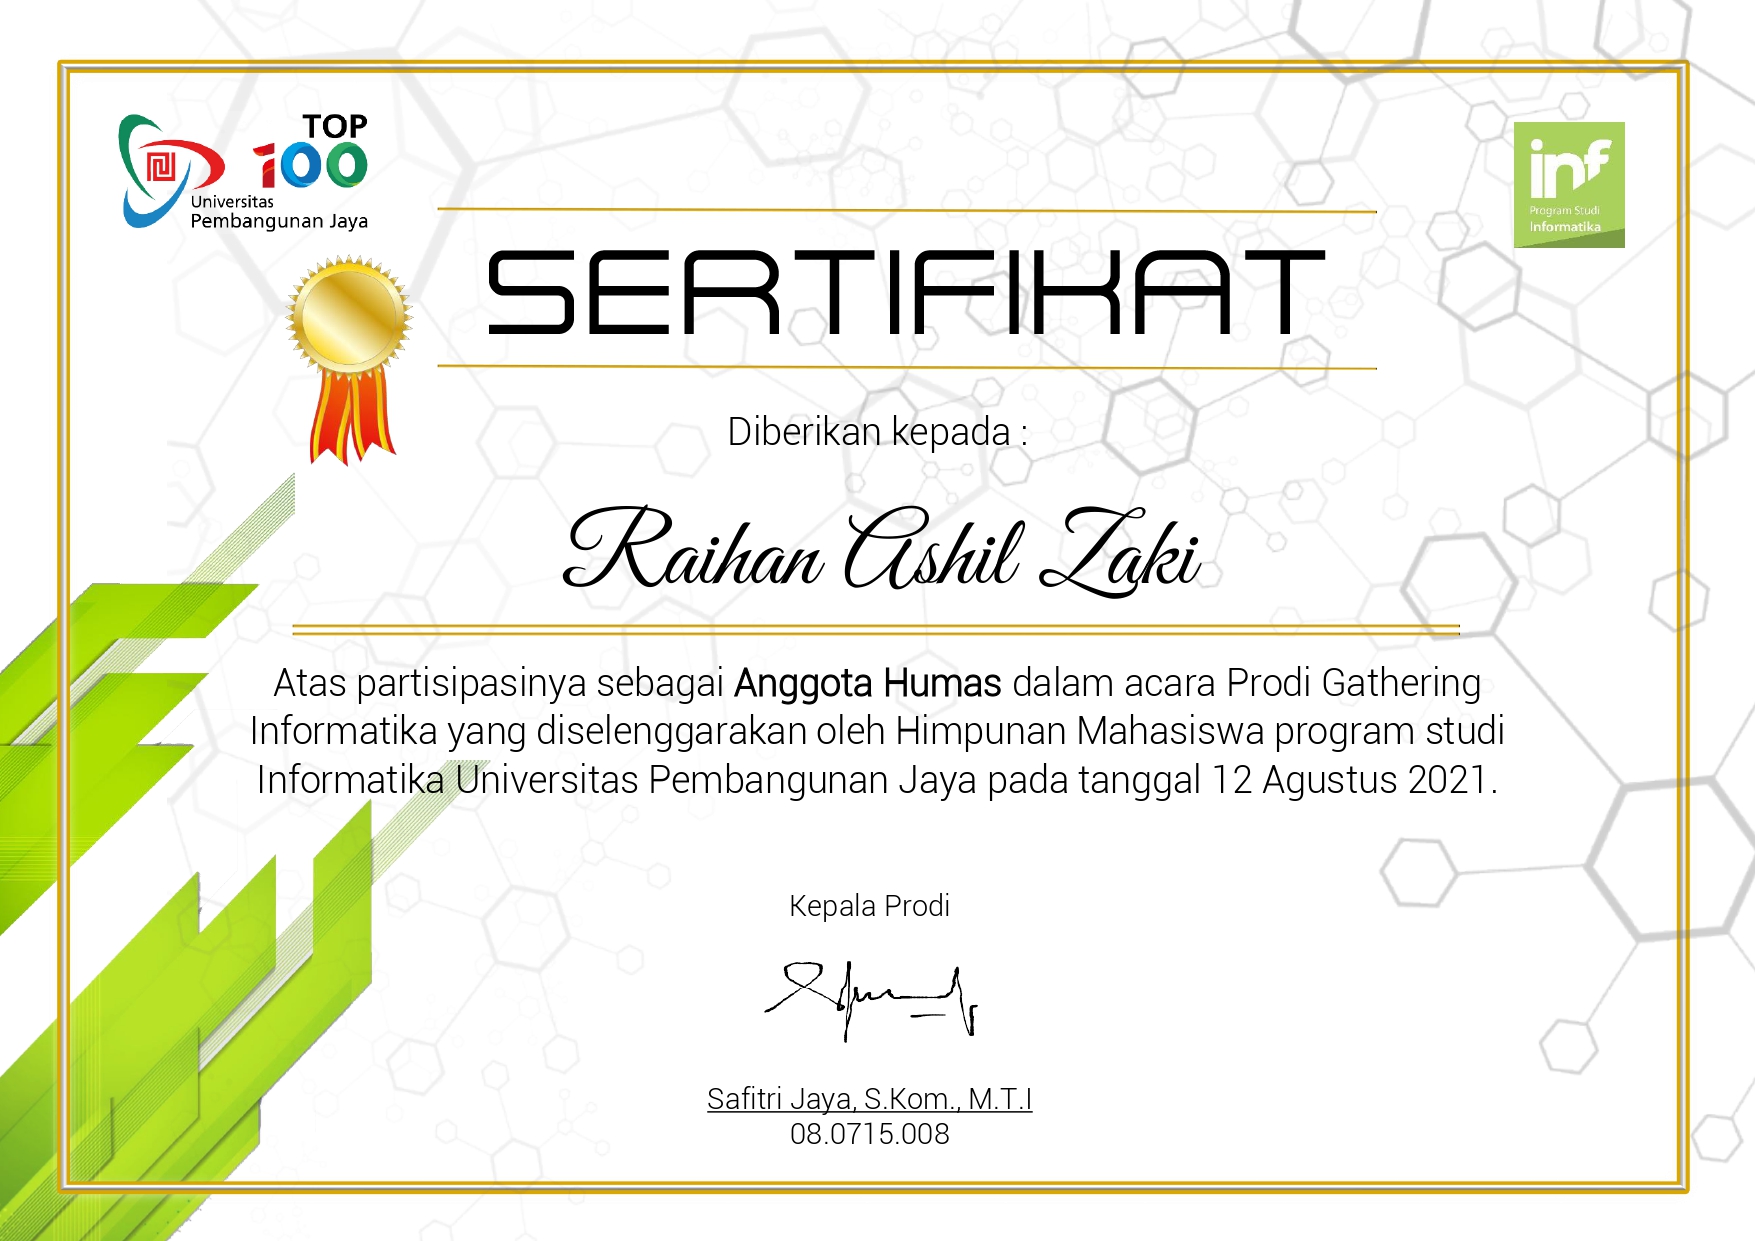 TOP
100
Universitas
Pembangunan Jaya
inf
Program Studi
Informatika
SERTIFIKAT
Diberikan kepada :
Raihan Ashil Zaki
Atas partisipasinya sebagai Anggota Humas dalam acara Prodi Gathering
Informatika yang diselenggarakan oleh Himpunan Mahasiswa program studi
Informatika Universitas Pembangunan Jaya pada tanggal 12 Agustus 2021.
Kepala Prodi
Safitri Jaya, S.Kom., M.T.I
08.0715.008